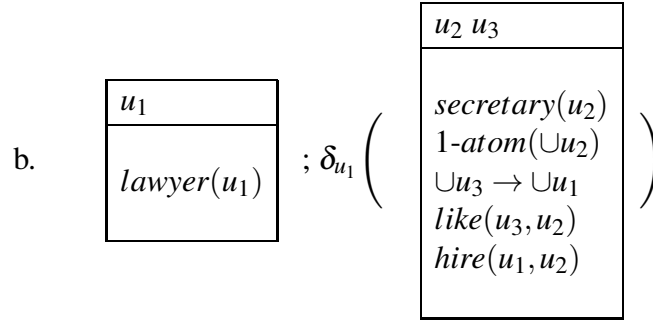 u₂ u₃
u₁
secretary(u₂)
1-atom(∪u₂)
b. lawyer(u₁) ; δᵤ₁ ( ∪u₃ → ∪u₁ )
like(u₃,u₂)
hire(u₁,u₂)